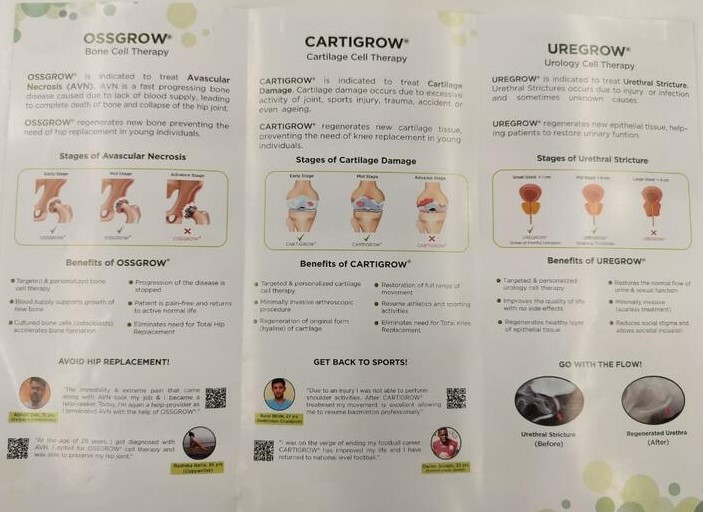 OSSGROW®
Bone Cell Therapy
OSSGROW® is indicated to treat Avascular
Necrosis (AVN). AVN is a fast progressing bone
disease caused due to lack of blood supply, leading
to complete death of bone and collapse of the hip joint.
OSSGROW® regenerates new bone preventing the
need of hip replacement in young individuals.
Stages of Avascular Necrosis
Early Stage
Mid Stage
Advance Stage
OSSGROW®
OSSGROW®
OSSGROW®
Benefits of OSSGROW®
Targeted & personalized bone
cell therapy
Blood supply supports growth of
new bone
Cultured bone cells (osteoblasts)
accelerates bone formation
Progression of the disease is
stopped
Patient is pain-free and returns
to active normal life
Eliminates need for Total Hip
Replacement
AVOID HIP REPLACEMENT!
"The immobility & extreme pain that came
along with AVN took my job & I became a
help-seeker. Today, I'm again a help-provider as
I terminated AVN with the help of OSSGROW®."
"At the age of 25 years, I got diagnosed with
AVN. I opted for OSSGROW® cell therapy and
was able to preserve my hip joint."
CARTIGROW®
Cartilage Cell Therapy
CARTIGROW® is indicated to treat Cartilage
Damage. Cartilage damage occurs due to excessive
activity of joint, sports injury, trauma, accident or
even ageing.
CARTIGROW® regenerates new cartilage tissue,
preventing the need of knee replacement in young
individuals.
Stages of Cartilage Damage
Early Stage
Mid Stage
Advance Stage
CARTIGROW®
CARTIGROW®
CARTIGROW®
Benefits of CARTIGROW®
Targeted & personalized cartilage
cell therapy
Minimally invasive arthroscopic
procedure
Regeneration of original form
(hyaline) of cartilage
Restoration of full range of
movement
Resume athletics and sporting
activities
Eliminates need for Total Knee
Replacement
GET BACK TO SPORTS!
"Due to an injury I was not able to perform
shoulder activities. After CARTIGROW®
treatment my movement is excellent allowing
me to resume badminton professionally."
"I was on the verge of ending my football career.
CARTIGROW® has improved my life and I have
returned to national level football."
UREGROW®
Urology Cell Therapy
UREGROW® is indicated to treat Urethral Stricture.
Urethral Strictures occurs due to injury or infection
and sometimes unknown causes.
UREGROW® regenerates new epithelial tissue, help-
ing patients to restore urinary funtion.
Stages of Urethral Stricture
UREGROW®
UREGROW®
UREGROW®
Benefits of UREGROW®
Targeted & personalized
urology cell therapy
Improves the quality of life
with no side effects
Regenerates healthy layer
of epithelial tissue
Restores the normal flow of
urine & sexual function
Minimally invasive
(sutureless treatment)
Reduces social stigma and
allows societal inclusion
GO WITH THE FLOW!
Urethral Stricture
(Before)
Regenerated Urethra
(After)